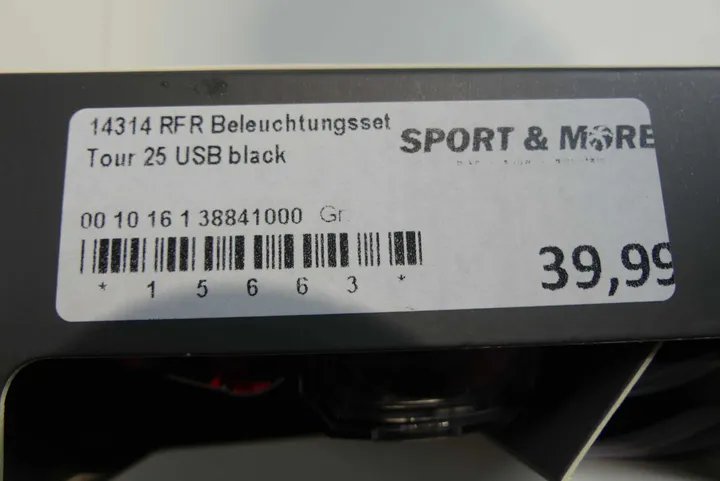 14314 RFR Beleuchtungsset
Tour 25 USB black
SPORT & MORE
00 10 16 1 38841000 Gr.
* 1 5 6 6 3 *
39,99